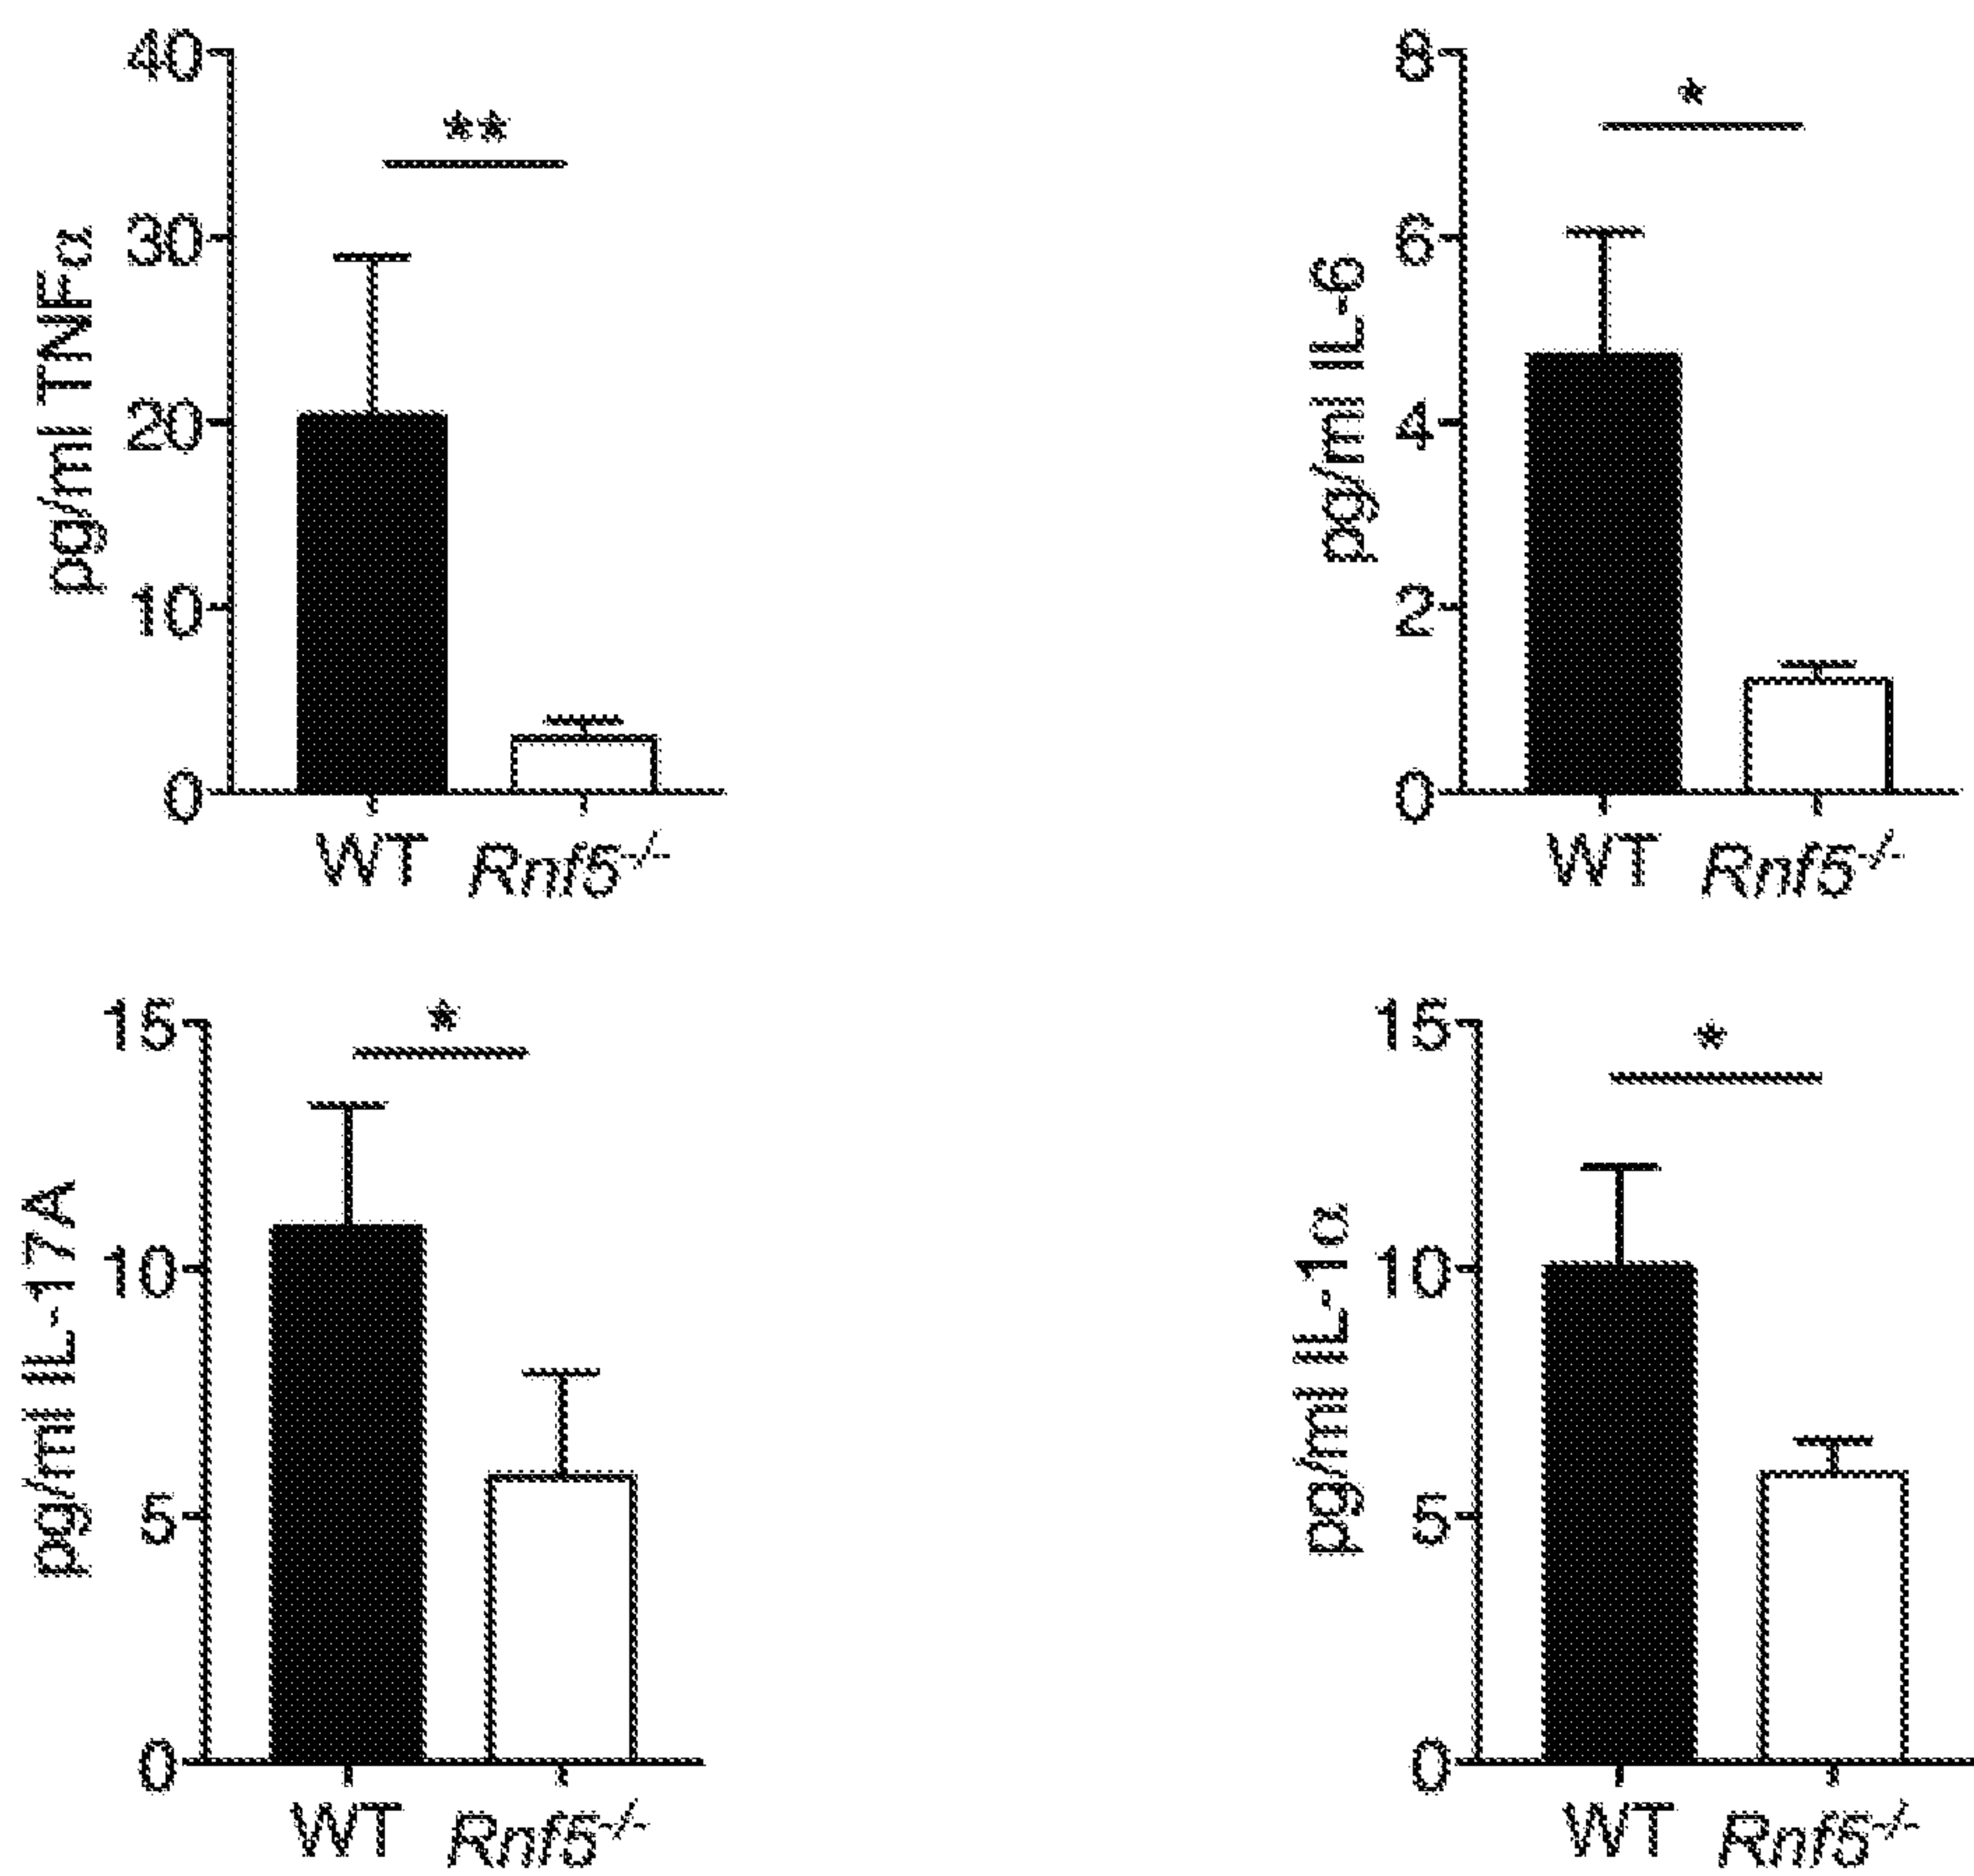 40
**
30
20
10
0
pg/ml TNFα
WT Rnf5-/-
8
*
6
4
2
0
pg/ml IL-6
WT Rnf5-/-
15
*
10
5
0
pg/ml IL-17A
WT Rnf5-/-
15
*
10
5
0
pg/ml IL-1α
WT Rnf5-/-